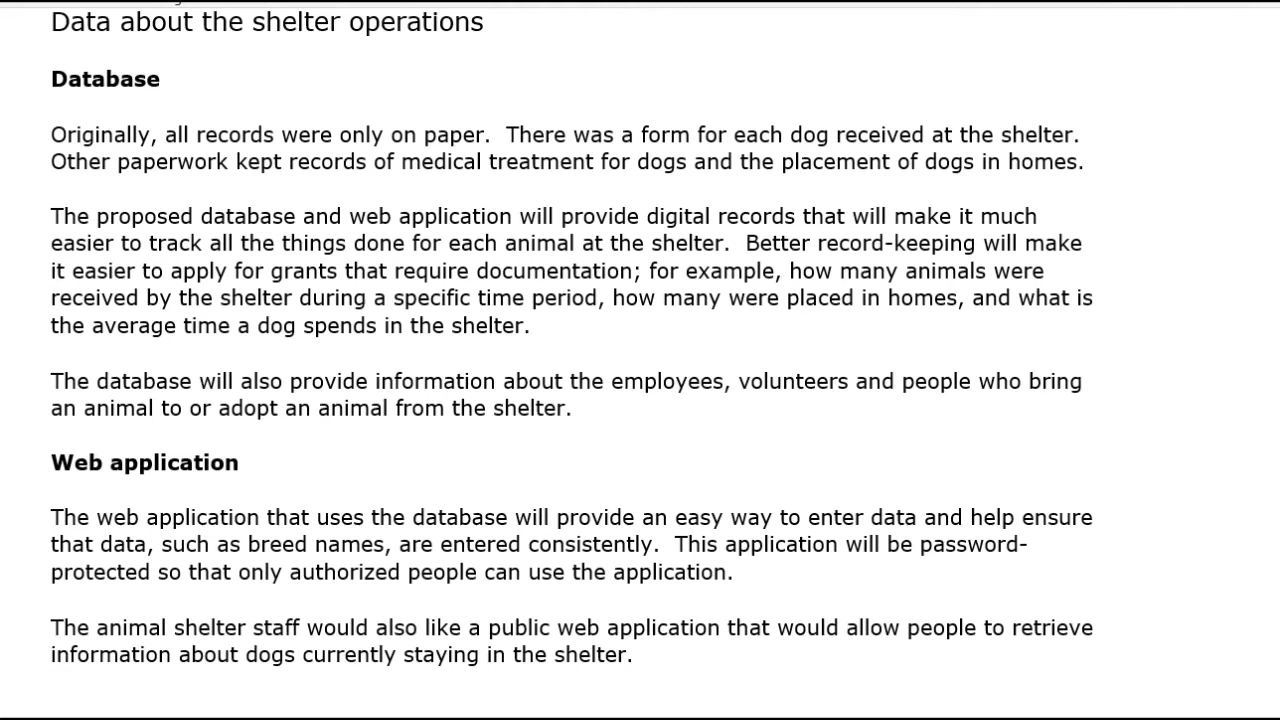 Data about the shelter operations
Database
Originally, all records were only on paper.  There was a form for each dog received at the shelter.
Other paperwork kept records of medical treatment for dogs and the placement of dogs in homes.
The proposed database and web application will provide digital records that will make it much
easier to track all the things done for each animal at the shelter.  Better record-keeping will make
it easier to apply for grants that require documentation; for example, how many animals were
received by the shelter during a specific time period, how many were placed in homes, and what is
the average time a dog spends in the shelter.
The database will also provide information about the employees, volunteers and people who bring
an animal to or adopt an animal from the shelter.
Web application
The web application that uses the database will provide an easy way to enter data and help ensure
that data, such as breed names, are entered consistently.  This application will be password-
protected so that only authorized people can use the application.
The animal shelter staff would also like a public web application that would allow people to retrieve
information about dogs currently staying in the shelter.